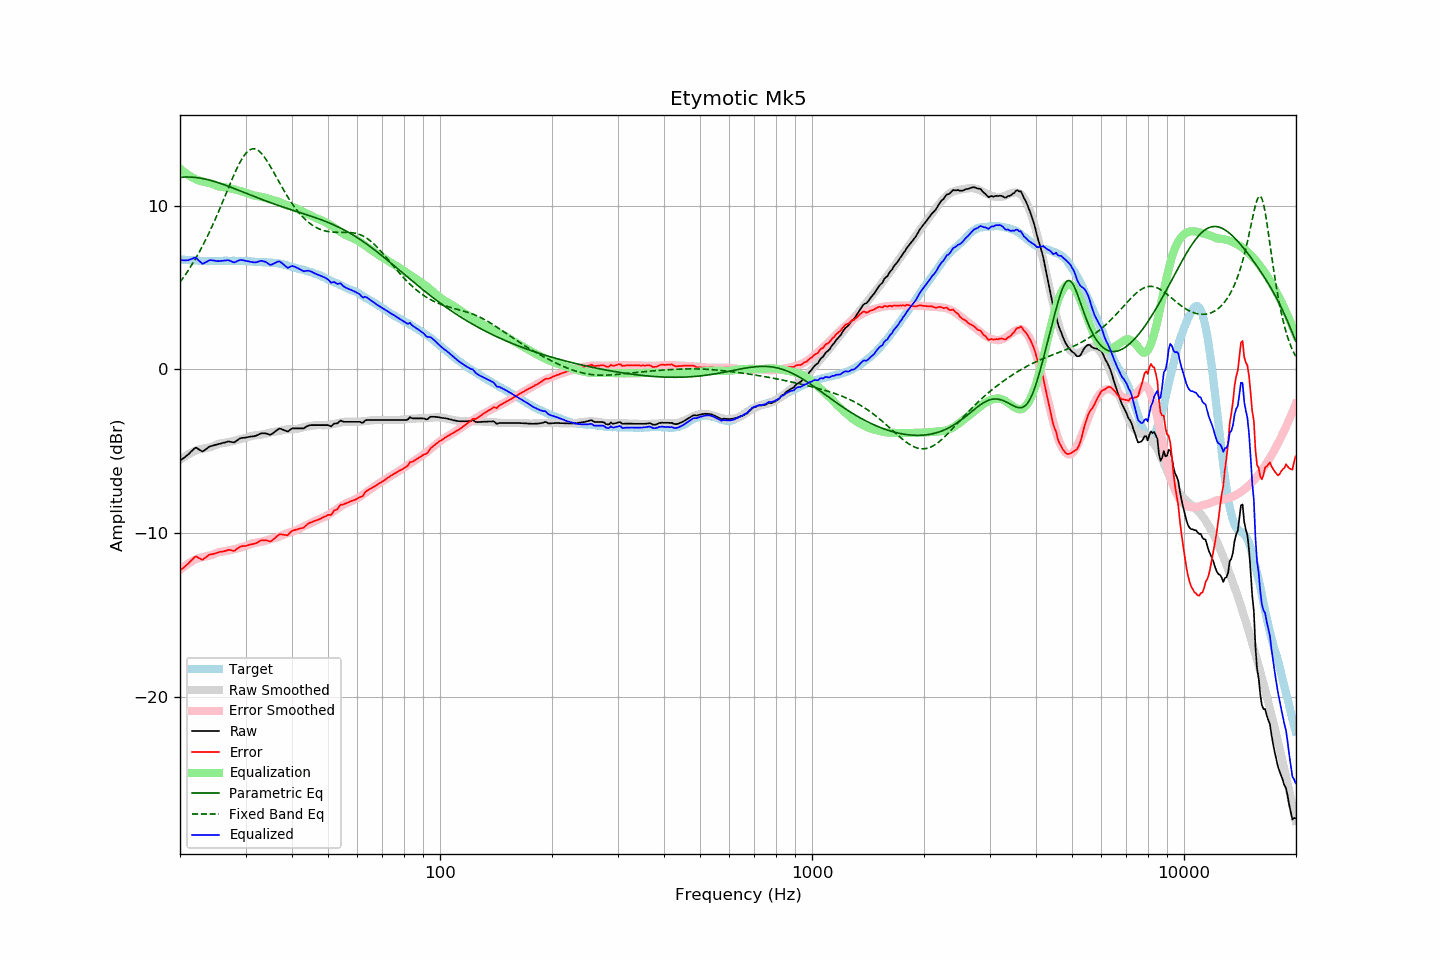 Etymotic Mk5
Amplitude (dBr)
10
0
−10
−20
Target
Raw Smoothed
Error Smoothed
Raw
Error
Equalization
Parametric Eq
Fixed Band Eq
Equalized
100
1000
10000
Frequency (Hz)